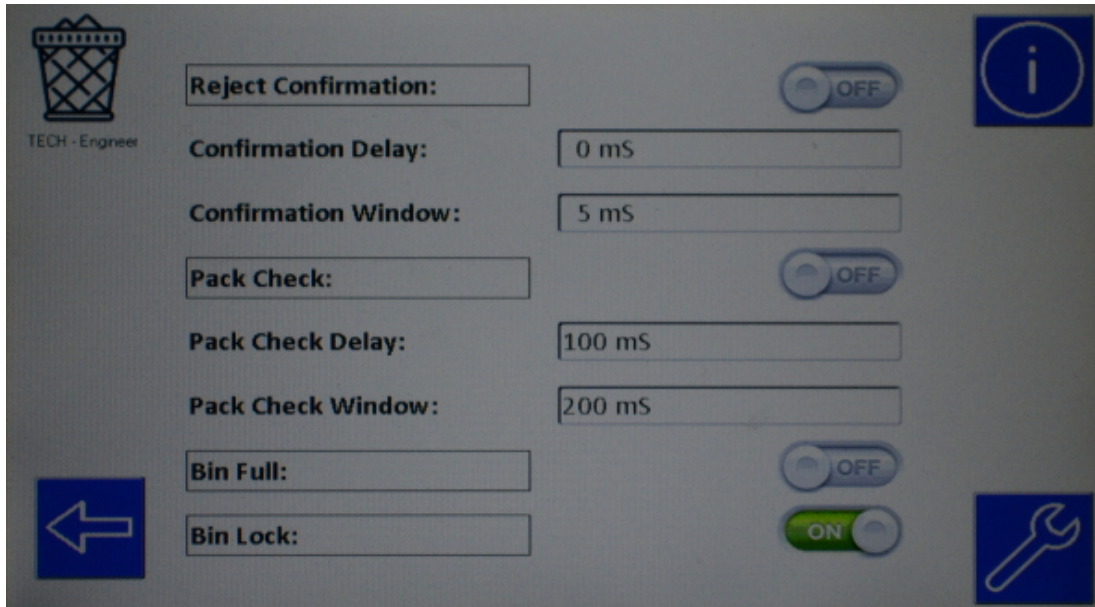 TECH - Engineer
Reject Confirmation: OFF
Confirmation Delay: 0 mS
Confirmation Window: 5 mS
Pack Check: OFF
Pack Check Delay: 100 mS
Pack Check Window: 200 mS
Bin Full: OFF
Bin Lock: ON
i